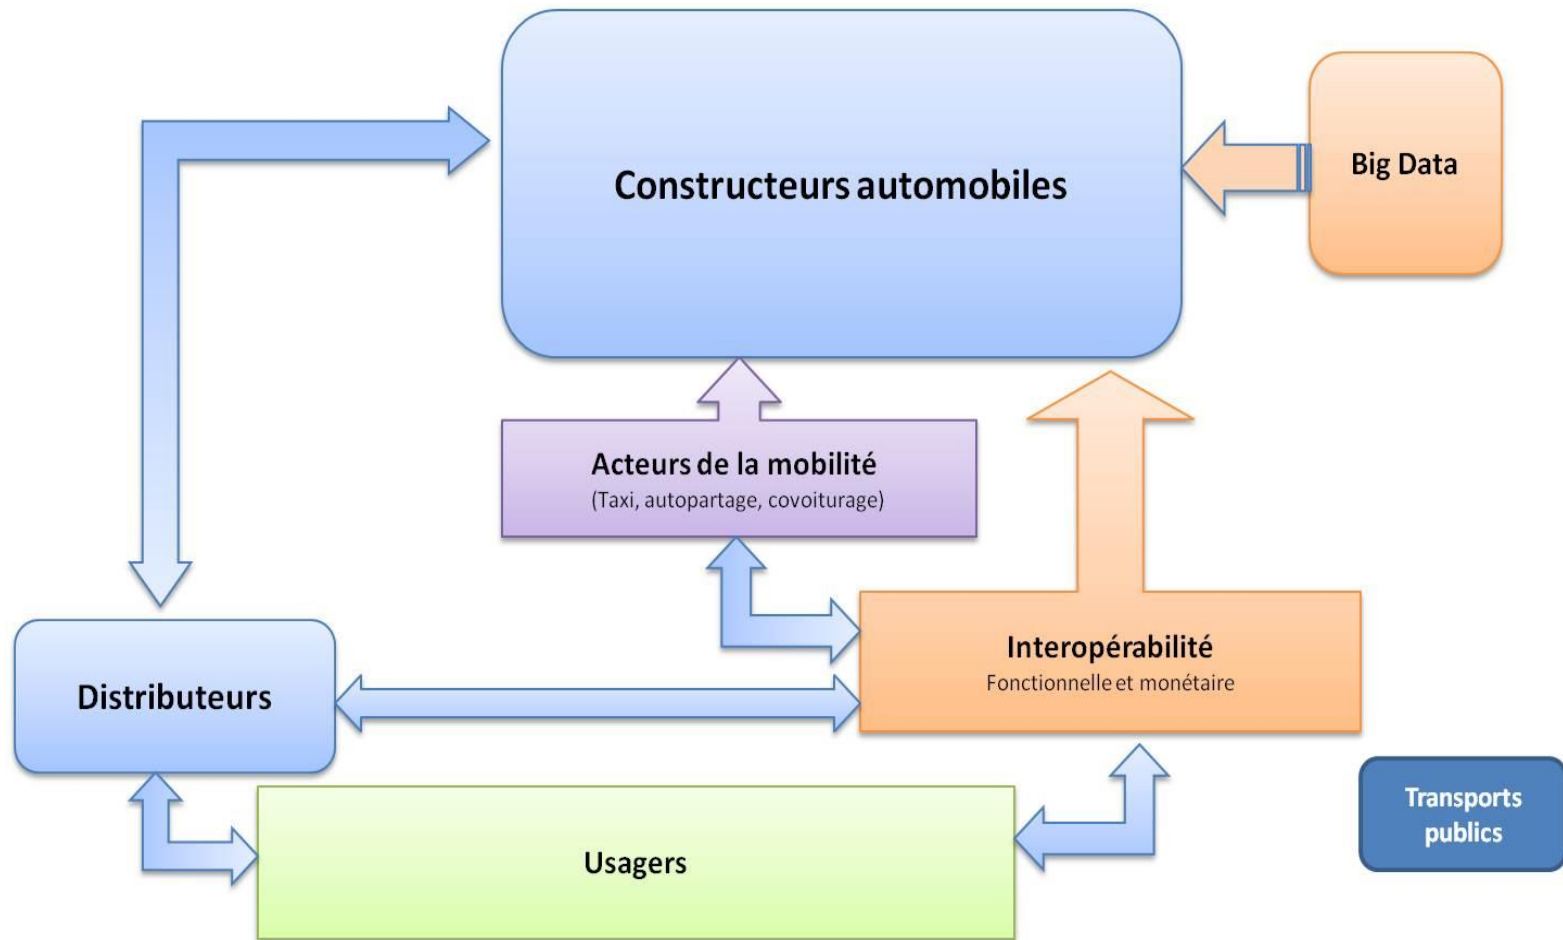 Constructeurs automobiles
Big Data
Acteurs de la mobilité
(Taxi, autopartage, covoiturage)
Interopérabilité
Fonctionnelle et monétaire
Distributeurs
Transports
publics
Usagers